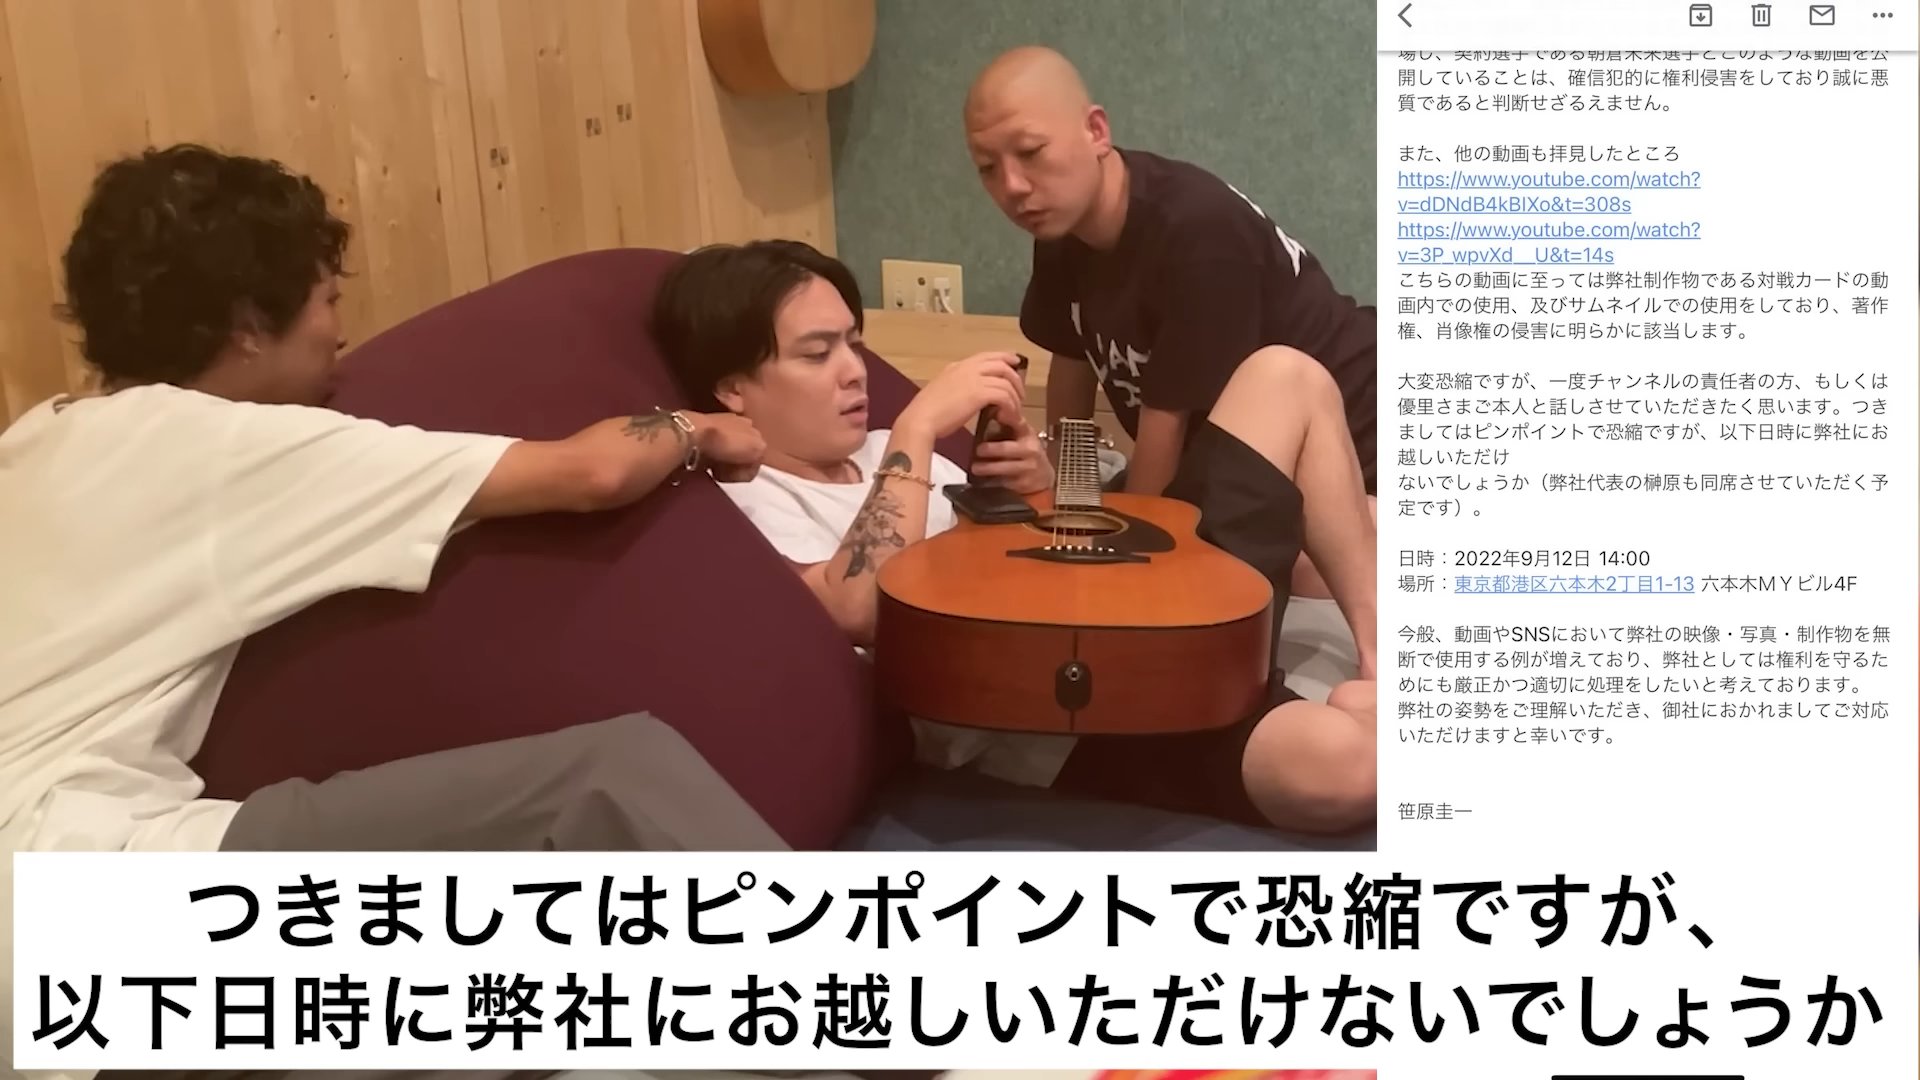 場し、契約選手である朝倉未来選手とこのような動画を公
開していることは、確信犯的に権利侵害をしており誠に悪
質であると判断せざるえません。
また、他の動画も拝見したところ
https://www.youtube.com/watch?
v=dDNdB4kBIXo&t=308s
https://www.youtube.com/watch?
v=3P_wpvXd__U&t=14s
こちらの動画に至っては弊社制作物である対戦カードの動
画内での使用、及びサムネイルでの使用をしており、著作
権、肖像権の侵害に明らかに該当します。
大変恐縮ですが、一度チャンネルの責任者の方、もしくは
優里さまご本人と話しさせていただきたく思います。つき
ましてはピンポイントで恐縮ですが、以下日時に弊社にお
越しいただけ
ないでしょうか（弊社代表の榊原も同席させていただく予
定です）。
日時：2022年9月12日 14:00
場所：東京都港区六本木2丁目1-13 六本木ＭＹビル4F
今般、動画やSNSにおいて弊社の映像・写真・制作物を無
断で使用する例が増えており、弊社としては権利を守るた
めにも厳正かつ適切に処理をしたいと考えております。
弊社の姿勢をご理解いただき、御社におかれましてご対応
いただけますと幸いです。
笹原圭一
つきましてはピンポイントで恐縮ですが、
以下日時に弊社にお越しいただけないでしょうか